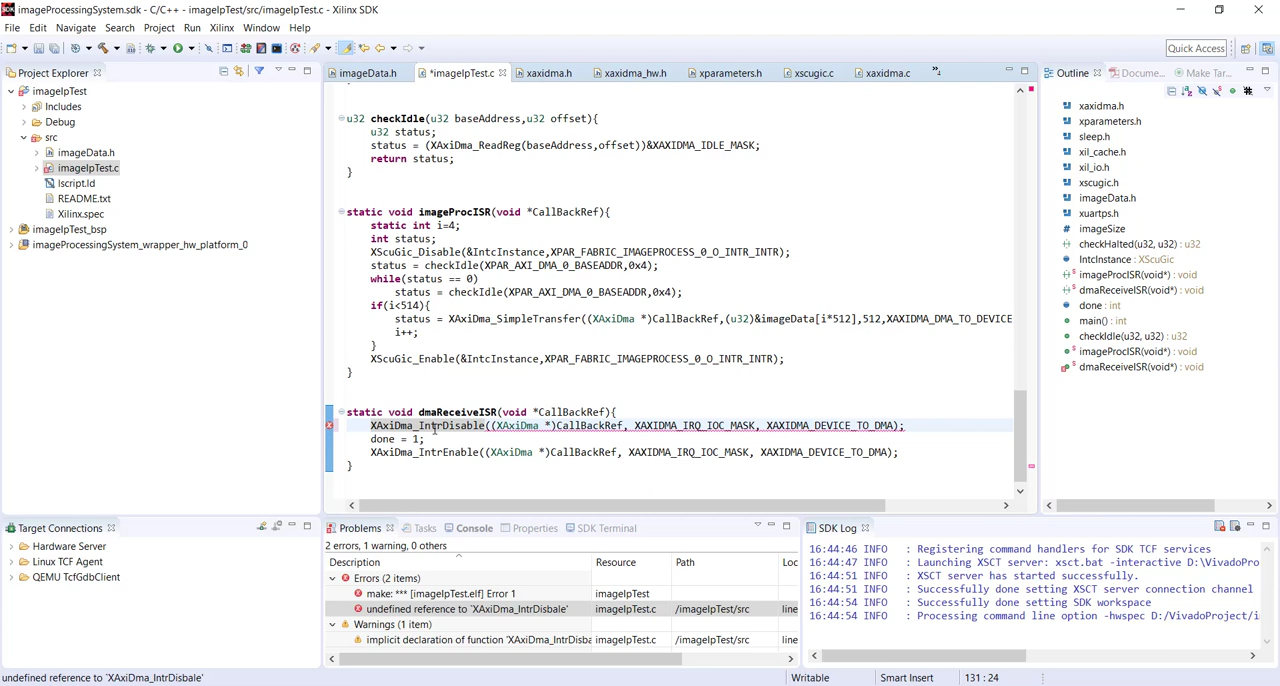 imageProcessingSystem.sdk - C/C++ - imageIpTest/src/imageIpTest.c - Xilinx SDK
File Edit Navigate Search Project Run Xilinx Window Help
Quick Access
Project Explorer
imageIpTest
Includes
Debug
src
imageData.h
imageIpTest.c
lscript.ld
README.txt
Xilinx.spec
imageIpTest_bsp
imageProcessingSystem_wrapper_hw_platform_0
imageData.h *imageIpTest.c xaxidma.h xaxidma_hw.h xparameters.h xscugic.c xaxidma.c
u32 checkIdle(u32 baseAddress,u32 offset){
u32 status;
status = (XAxiDma_ReadReg(baseAddress,offset))&XAXIDMA_IDLE_MASK;
return status;
}
static void imageProcISR(void *CallBackRef){
static int i=4;
int status;
XScuGic_Disable(&IntcInstance,XPAR_FABRIC_IMAGEPROCESS_0_O_INTR_INTR);
status = checkIdle(XPAR_AXI_DMA_0_BASEADDR,0x4);
while(status == 0)
status = checkIdle(XPAR_AXI_DMA_0_BASEADDR,0x4);
if(i<514){
status = XAxiDma_SimpleTransfer((XAxiDma *)CallBackRef,(u32)&imageData[i*512],512,XAXIDMA_DMA_TO_DEVICE
i++;
}
XScuGic_Enable(&IntcInstance,XPAR_FABRIC_IMAGEPROCESS_0_O_INTR_INTR);
}
static void dmaReceiveISR(void *CallBackRef){
XAxiDma_IntrDisable((XAxiDma *)CallBackRef, XAXIDMA_IRQ_IOC_MASK, XAXIDMA_DEVICE_TO_DMA);
done = 1;
XAxiDma_IntrEnable((XAxiDma *)CallBackRef, XAXIDMA_IRQ_IOC_MASK, XAXIDMA_DEVICE_TO_DMA);
}
Outline Docume... Make Tar...
xaxidma.h
xparameters.h
sleep.h
xil_cache.h
xil_io.h
xscugic.h
imageData.h
xuartps.h
imageSize
checkHalted(u32, u32) : u32
IntcInstance : XScuGic
imageProcISR(void*) : void
dmaReceiveISR(void*) : void
done : int
main() : int
checkIdle(u32, u32) : u32
imageProcISR(void*) : void
dmaReceiveISR(void*) : void
Target Connections
Hardware Server
Linux TCF Agent
QEMU TcfGdbClient
Problems Tasks Console Properties SDK Terminal
2 errors, 1 warning, 0 others
Description Resource Path Loc
Errors (2 items)
make: *** [imageIpTest.elf] Error 1 imageIpTest
undefined reference to `XAxiDma_IntrDisbale' imageIpTest.c /imageIpTest/src line
Warnings (1 item)
implicit declaration of function 'XAxiDma_IntrDisba imageIpTest.c /imageIpTest/src line
SDK Log
16:44:46 INFO : Registering command handlers for SDK TCF services
16:44:47 INFO : Launching XSCT server: xsct.bat -interactive D:\VivadoPro
16:44:51 INFO : XSCT server has started successfully.
16:44:51 INFO : Successfully done setting XSCT server connection channel
16:44:54 INFO : Successfully done setting SDK workspace
16:44:54 INFO : Processing command line option -hwspec D:/VivadoProject/i
undefined reference to `XAxiDma_IntrDisbale' Writable Smart Insert 131 : 24